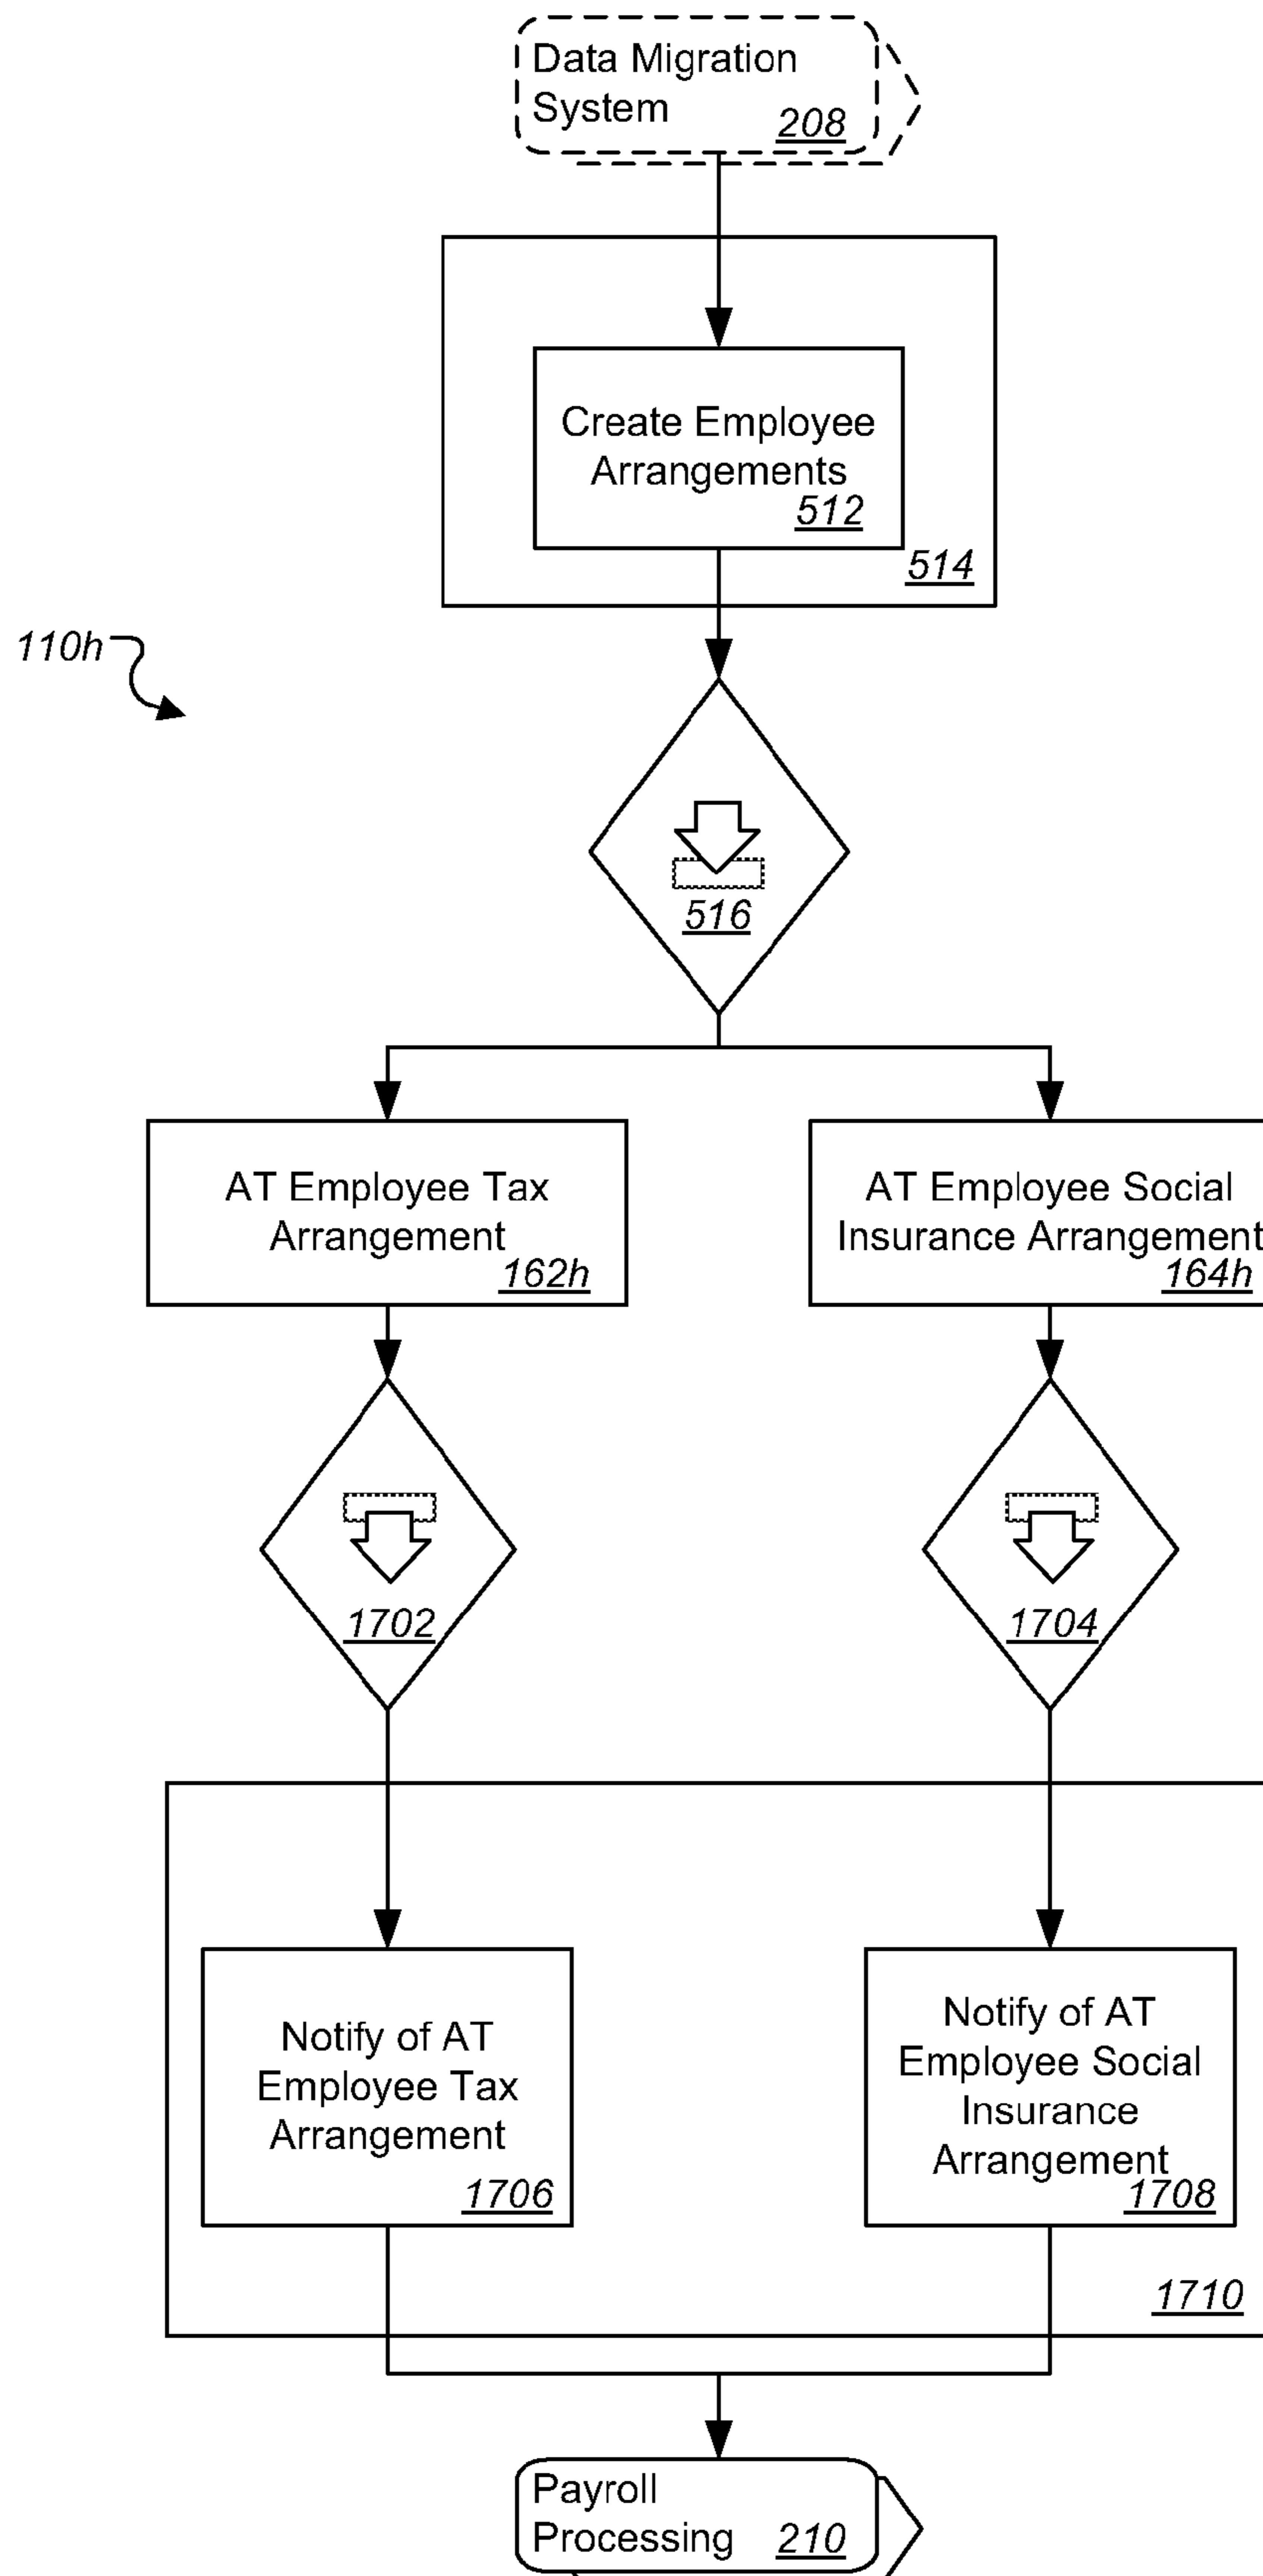 Data Migration
System 208
Create Employee
Arrangements
512
514
110h
516
AT Employee Tax
Arrangement
162h
AT Employee Social
Insurance Arrangement
164h
1702
1704
Notify of AT
Employee Tax
Arrangement
1706
Notify of AT
Employee Social
Insurance
Arrangement
1708
1710
Payroll
Processing 210